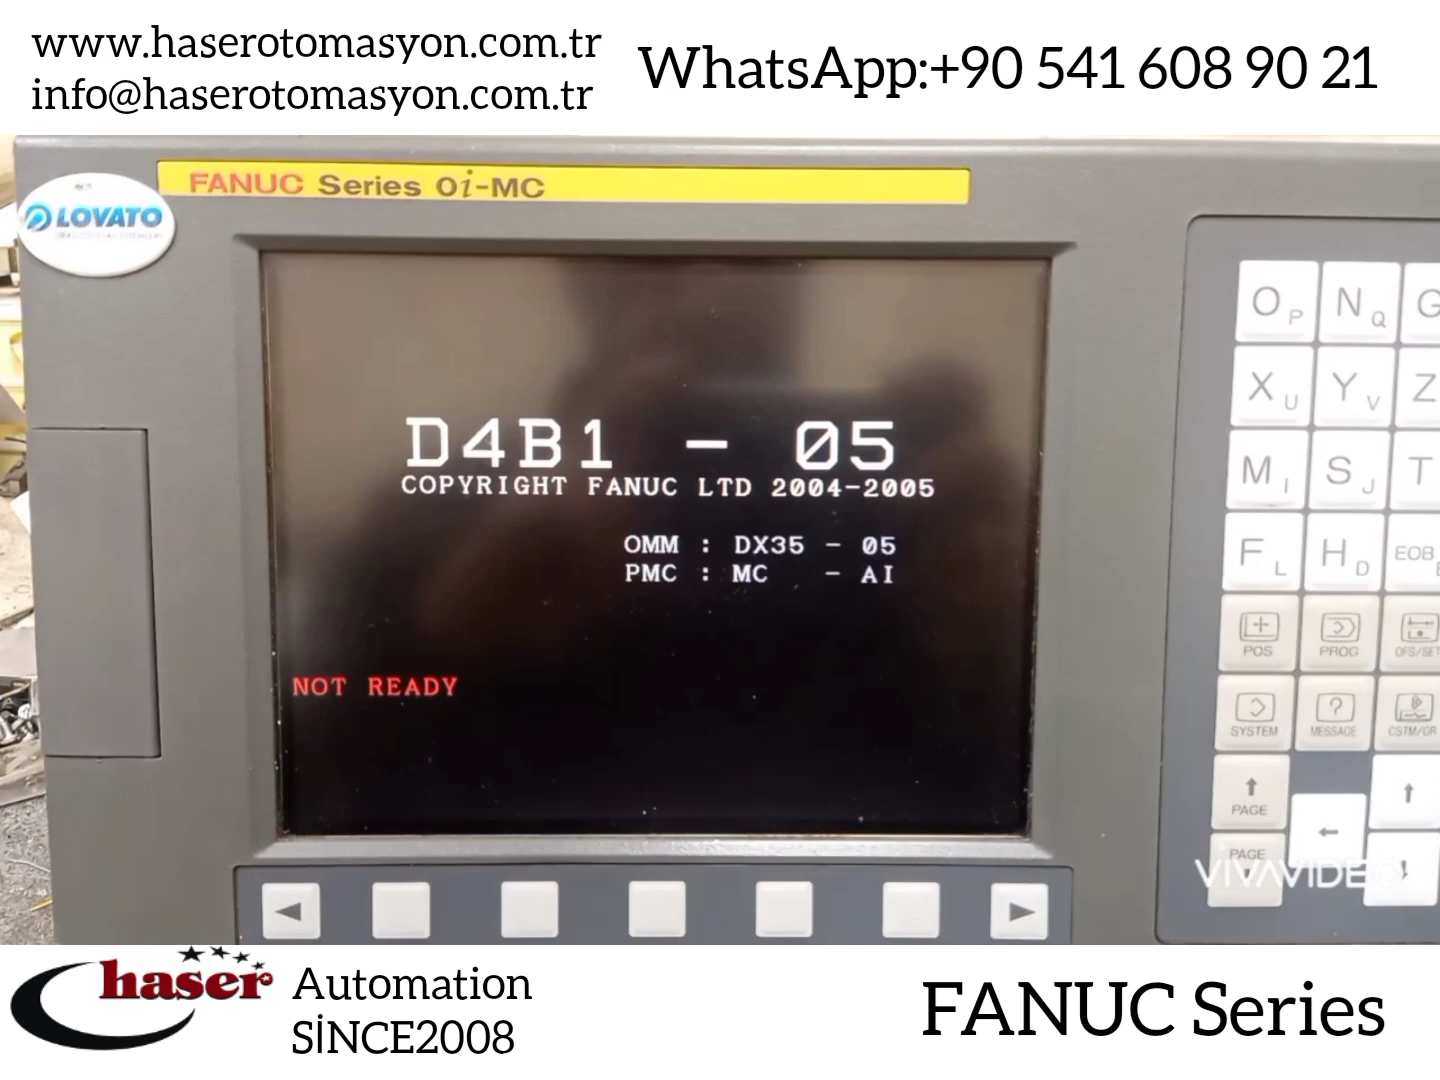 www.haserotomasyon.com.tr
info@haserotomasyon.com.tr
WhatsApp:+90 541 608 90 21
FANUC Series 0i-MC
LOVATO
D4B1 - 05
COPYRIGHT FANUC LTD 2004-2005
OMM : DX35 - 05
PMC : MC - AI
NOT READY
O P N Q G
X U Y V Z
M I S J T
F L H D EOB E
POS PROG OFS/SET
SYSTEM MESSAGE CSTM/GR
PAGE
PAGE
VIVAVIDEO
haser
Automation
SİNCE2008
FANUC Series